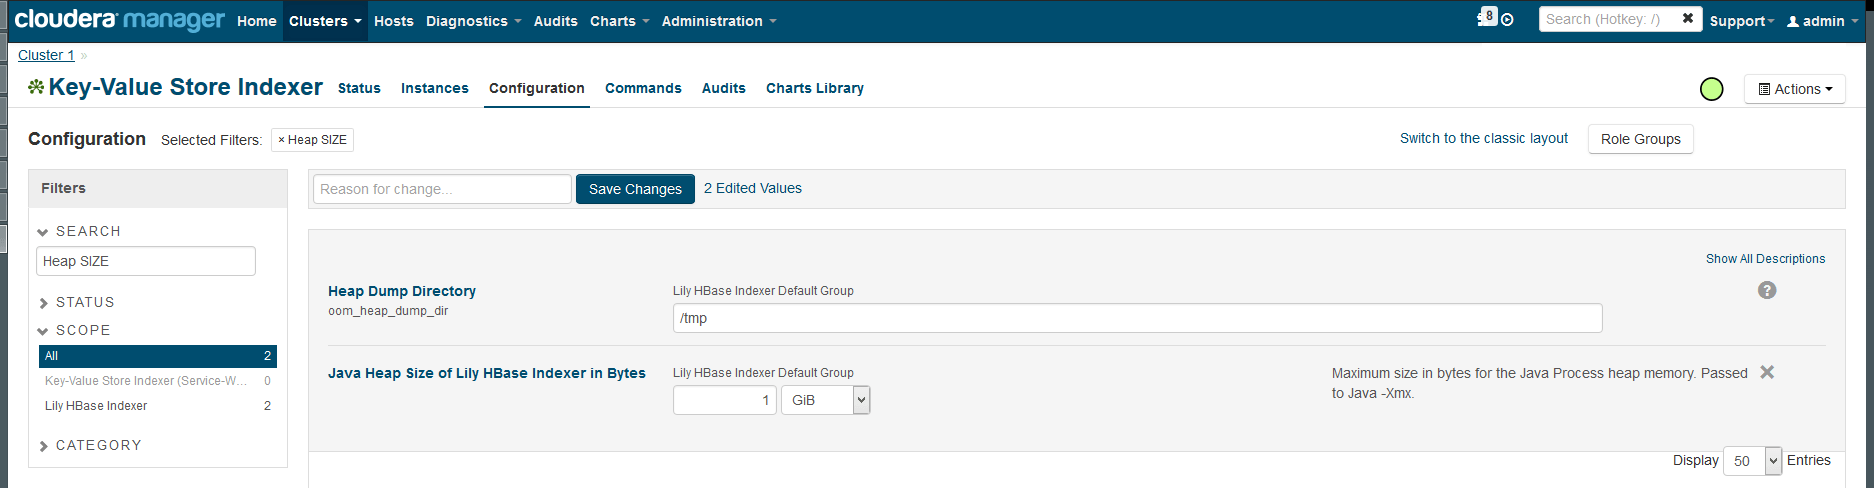 cloudera manager Home Clusters Hosts Diagnostics Audits Charts Administration 8 Search (Hotkey: /) Support admin
Cluster 1 »
Key-Value Store Indexer Status Instances Configuration Commands Audits Charts Library Actions
Configuration Selected Filters: × Heap SIZE Switch to the classic layout Role Groups
Filters
Reason for change... Save Changes 2 Edited Values
SEARCH
Heap SIZE
STATUS
SCOPE
All 2
Key-Value Store Indexer (Service-W... 0
Lily HBase Indexer 2
CATEGORY
Show All Descriptions
Heap Dump Directory Lily HBase Indexer Default Group ?
oom_heap_dump_dir
/tmp
Java Heap Size of Lily HBase Indexer in Bytes Lily HBase Indexer Default Group Maximum size in bytes for the Java Process heap memory. Passed
to Java -Xmx.
1 GiB
Display 50 Entries